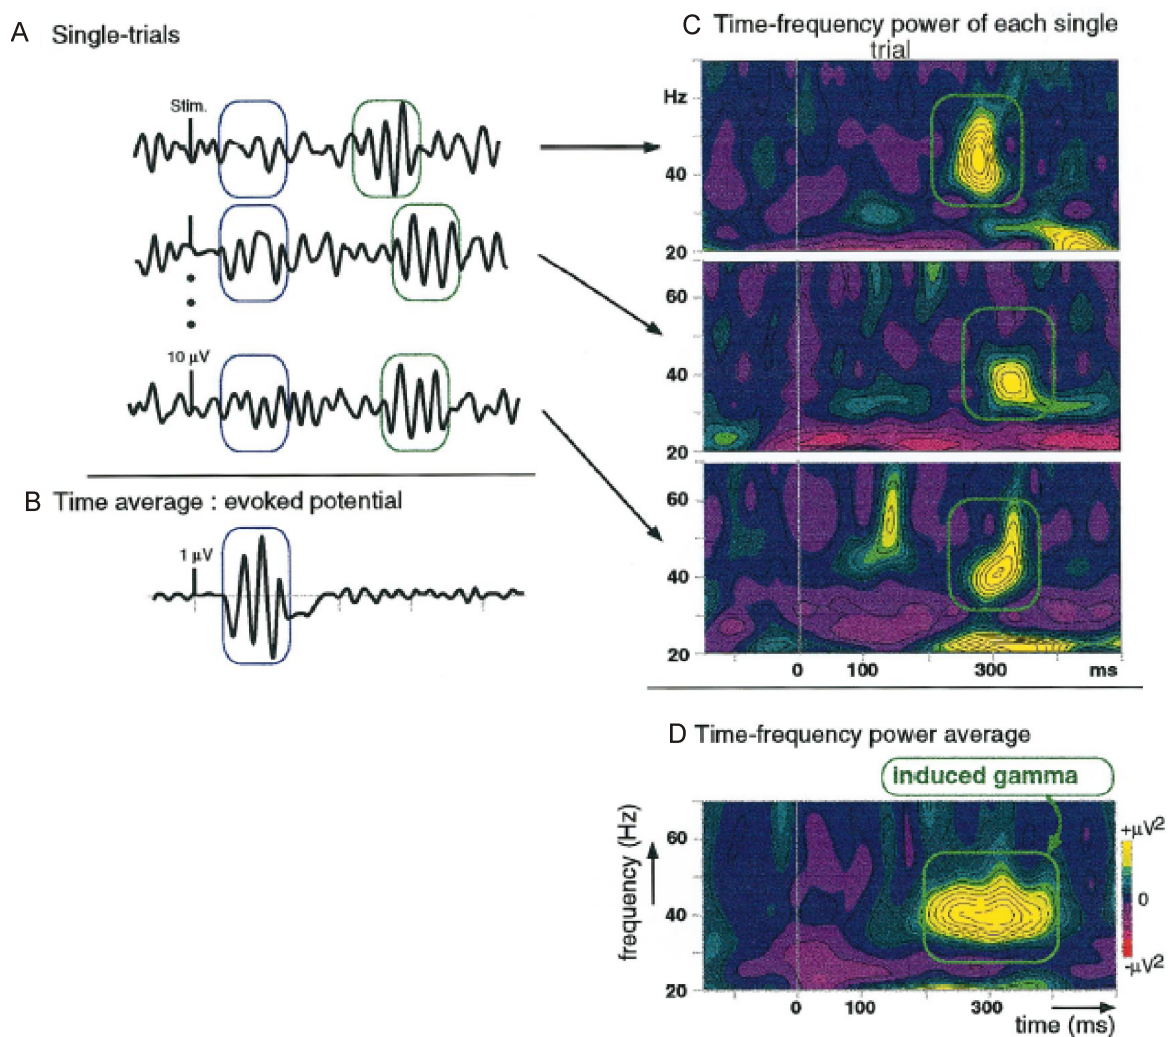 A Single-trials
Stim.
10 μV
B Time average : evoked potential
1 μV
C Time-frequency power of each single
trial
Hz
40
20
60
40
20
60
40
20
0 100 300 ms
D Time-frequency power average
induced gamma
frequency (Hz)
60
40
20
0 100 300
time (ms)
+μV²
0
-μV²